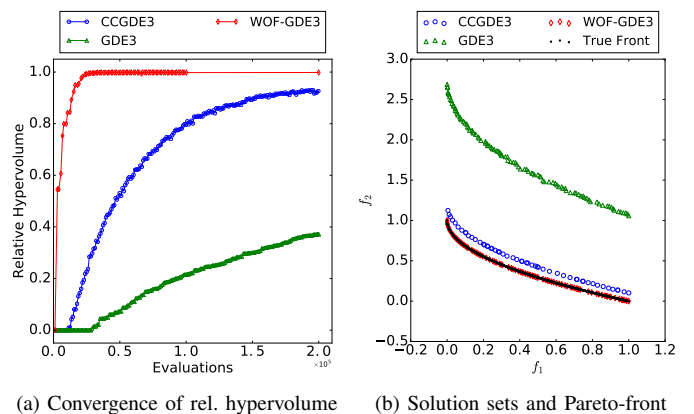 CCGDE3 WOF-GDE3
GDE3
1.0
0.8
0.6
0.4
0.2
0.0
Relative Hypervolume
0.0 0.5 1.0 1.5 2.0
×10⁵
Evaluations
(a) Convergence of rel. hypervolume
CCGDE3 WOF-GDE3
GDE3 True Front
3.0
2.5
2.0
1.5
1.0
0.5
0.0
−0.5
f₂
−0.2 0.0 0.2 0.4 0.6 0.8 1.0 1.2
f₁
(b) Solution sets and Pareto-front